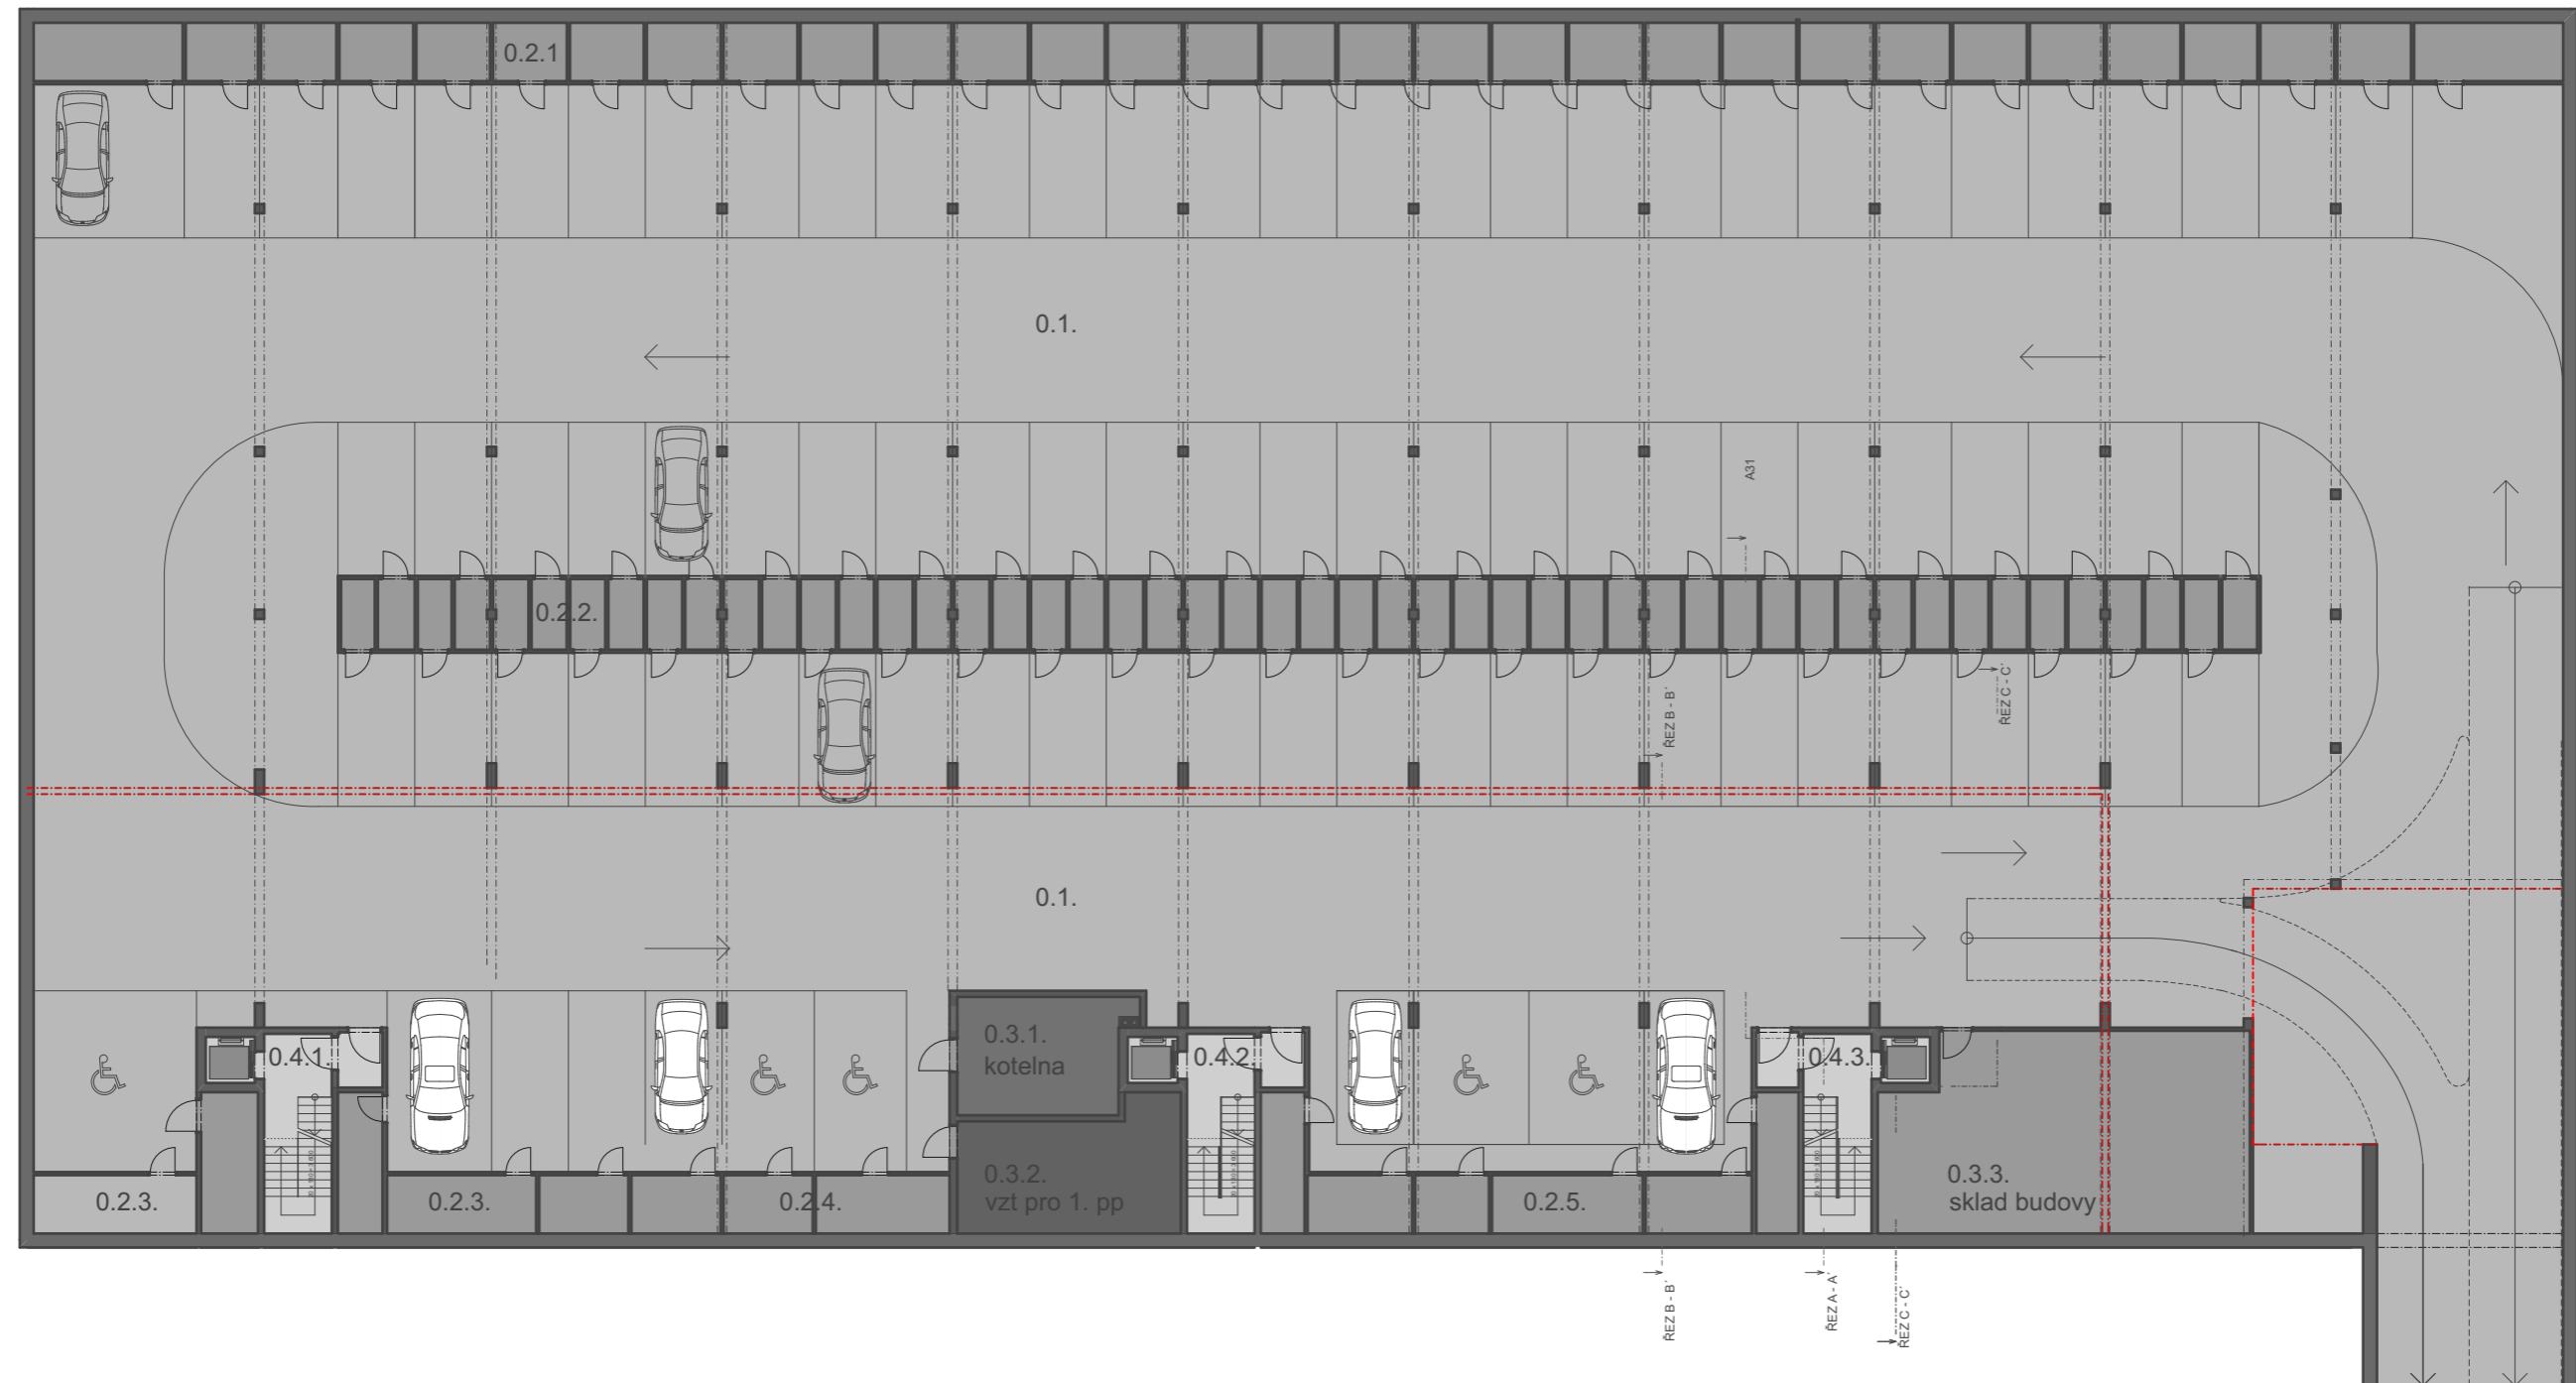 0.2.1
0.1.
A31
0.2.2.
ŘEZ B - B´
ŘEZ C - C´
0.1.
0.3.1.
kotelna
0.4.1.
0.4.2.
0.4.3.
0.3.2.
vzt pro 1. pp
0.3.3.
sklad budovy
0.2.3.
0.2.3.
0.2.4.
0.2.5.
ŘEZ B - B´
ŘEZ A - A´
ŘEZ C - C´